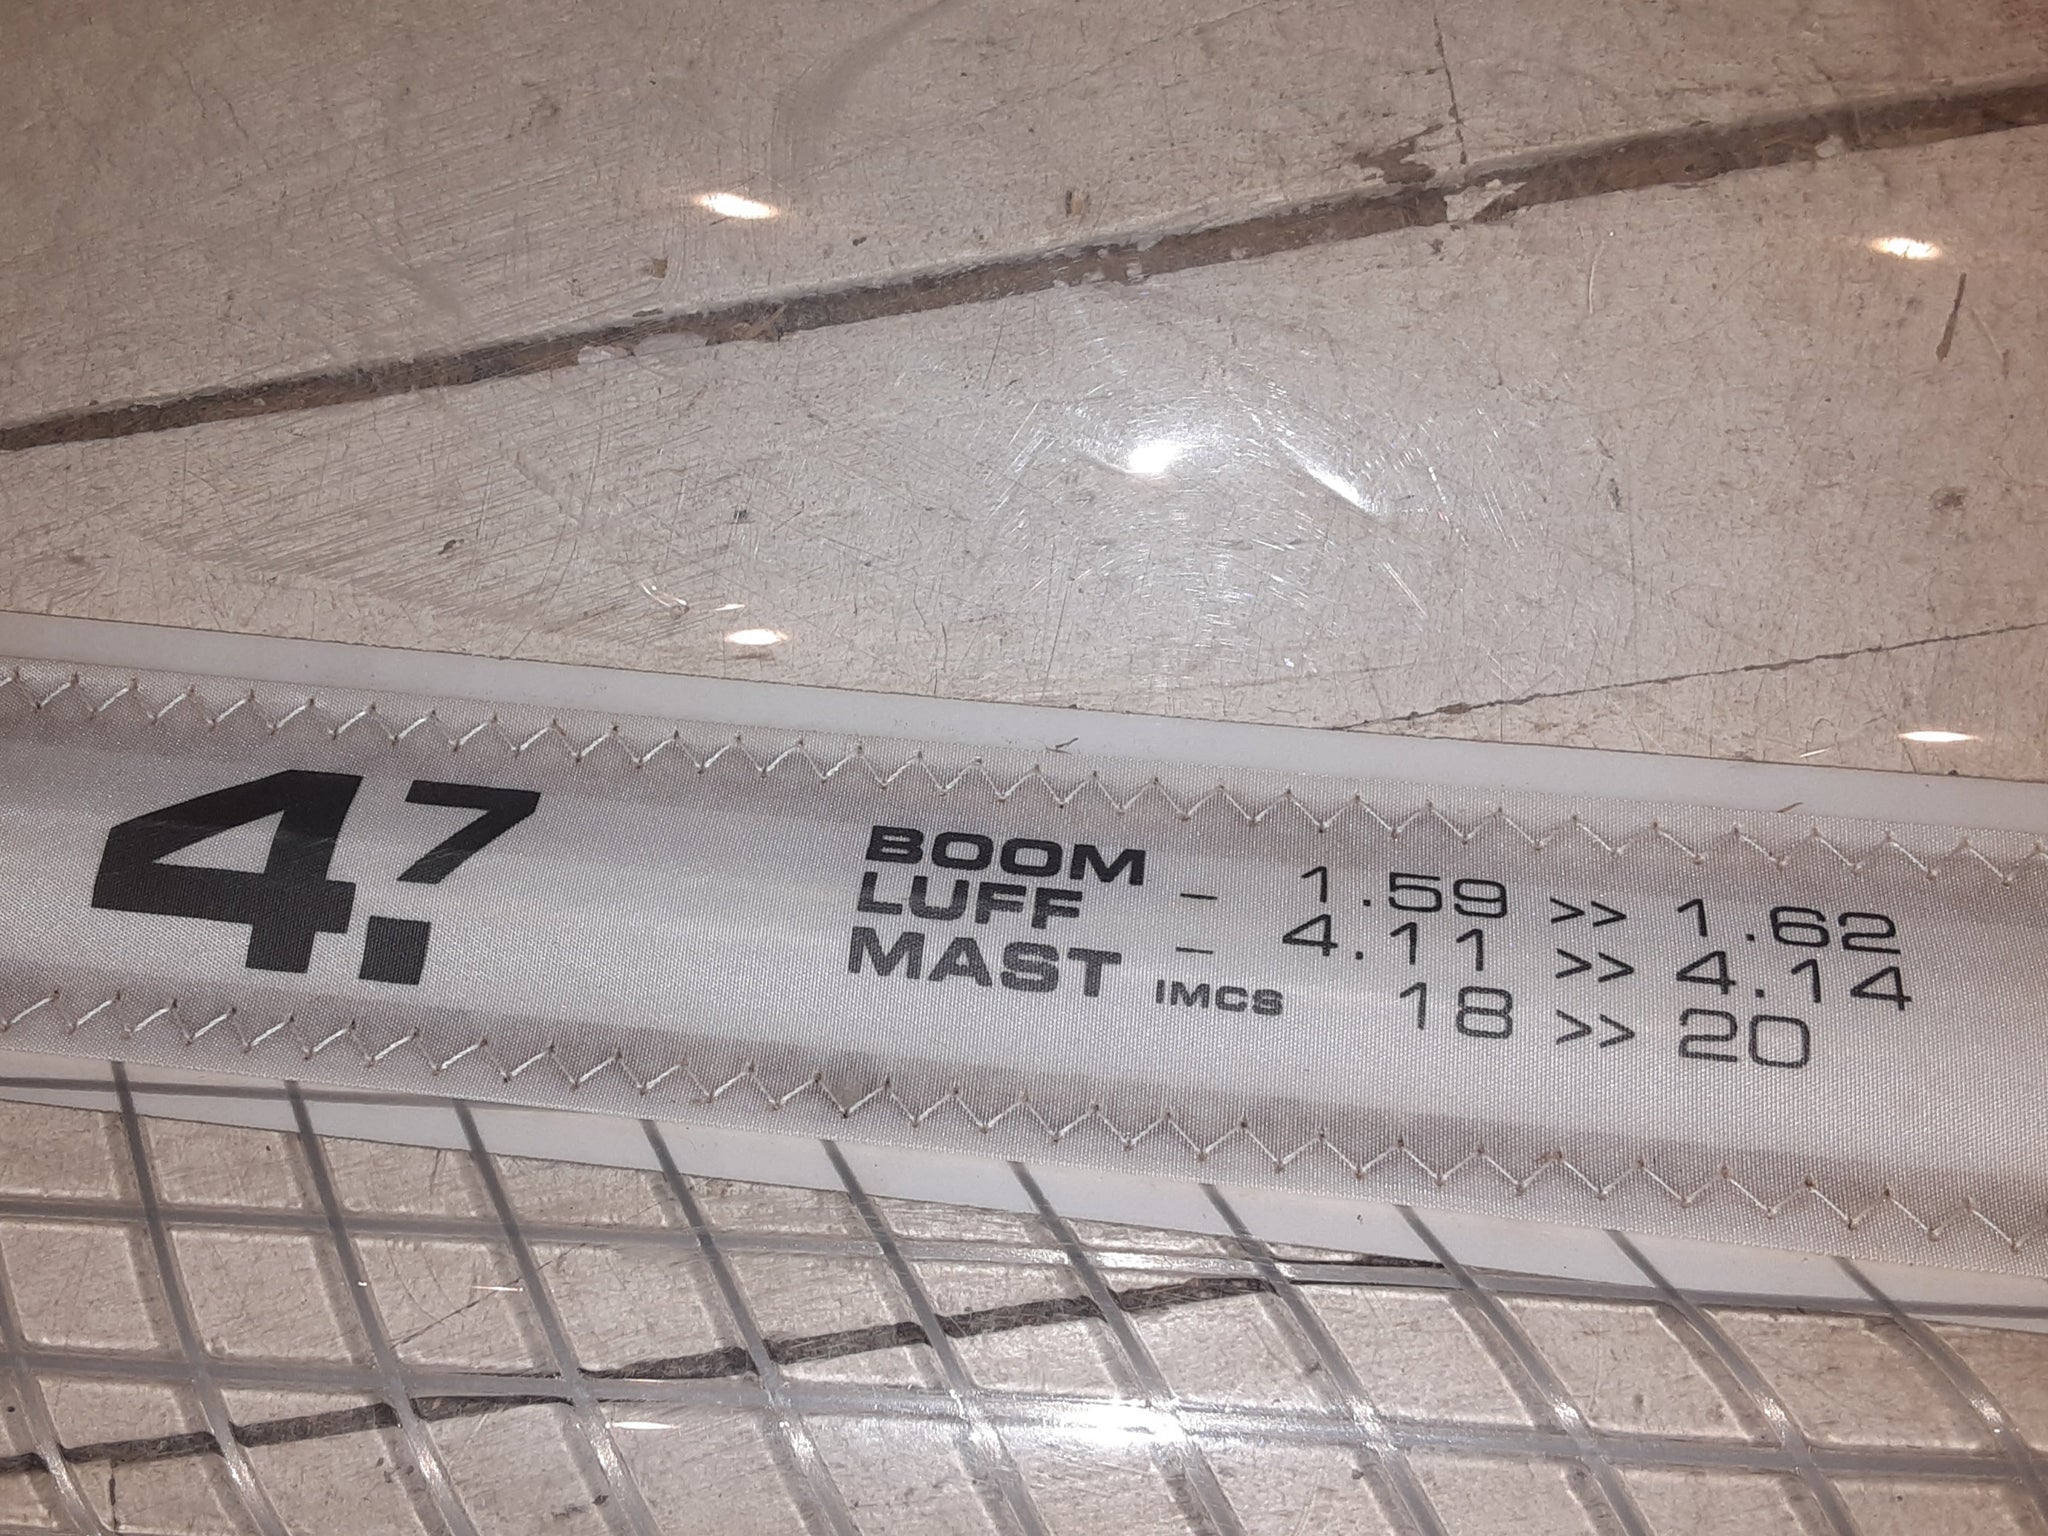 4.7
BOOM – 1.59 >> 1.62
LUFF – 4.11 >> 4.14
MAST IMCS 18 >> 20